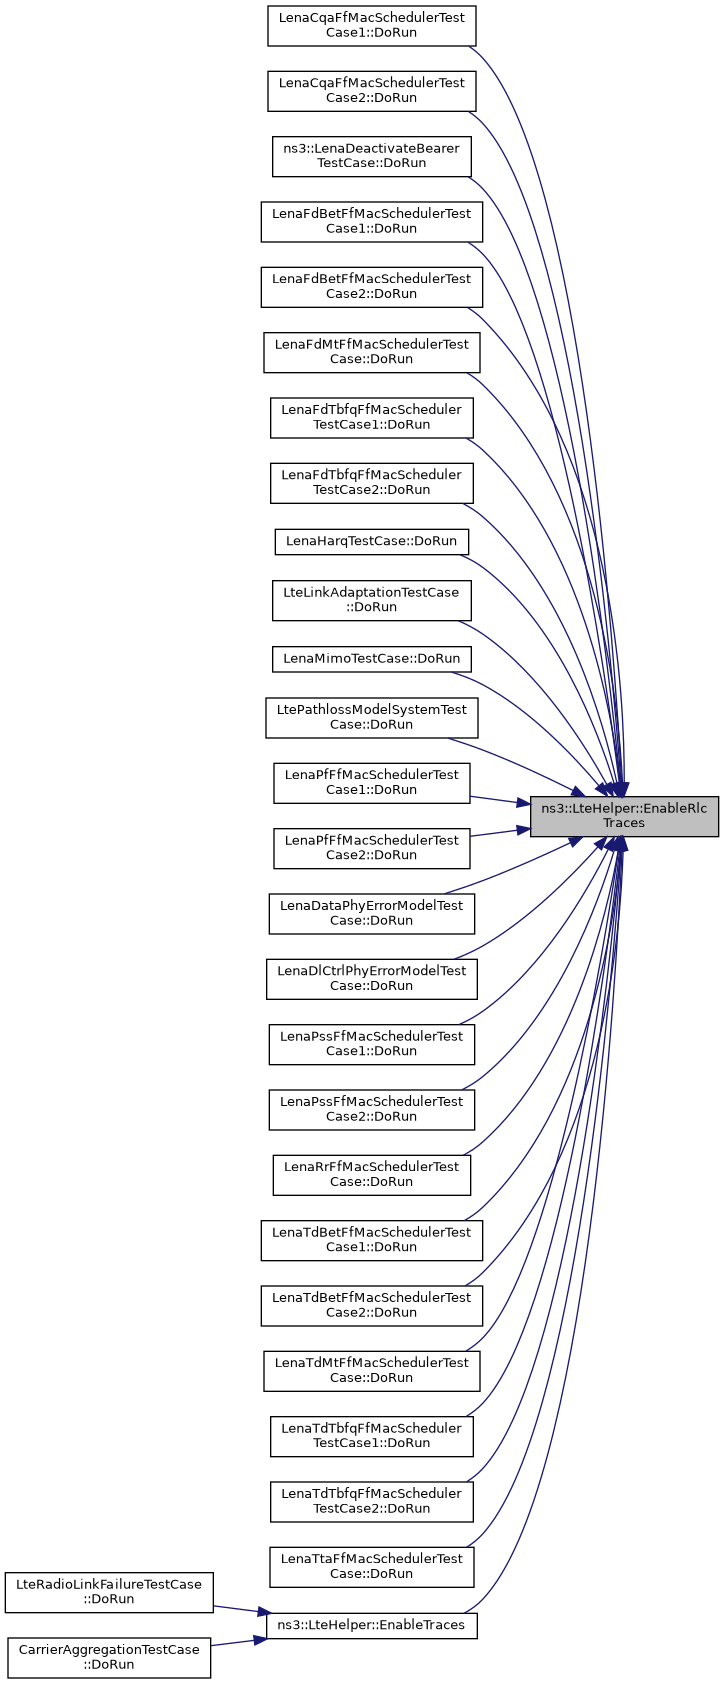 LenaCqaFfMacSchedulerTest
Case1::DoRun
LenaCqaFfMacSchedulerTest
Case2::DoRun
ns3::LenaDeactivateBearer
TestCase::DoRun
LenaFdBetFfMacSchedulerTest
Case1::DoRun
LenaFdBetFfMacSchedulerTest
Case2::DoRun
LenaFdMtFfMacSchedulerTest
Case::DoRun
LenaFdTbfqFfMacScheduler
TestCase1::DoRun
LenaFdTbfqFfMacScheduler
TestCase2::DoRun
LenaHarqTestCase::DoRun
LteLinkAdaptationTestCase
::DoRun
LenaMimoTestCase::DoRun
LtePathlossModelSystemTest
Case::DoRun
LenaPfFfMacSchedulerTest
Case1::DoRun
ns3::LteHelper::EnableRlc
Traces
LenaPfFfMacSchedulerTest
Case2::DoRun
LenaDataPhyErrorModelTest
Case::DoRun
LenaDlCtrlPhyErrorModelTest
Case::DoRun
LenaPssFfMacSchedulerTest
Case1::DoRun
LenaPssFfMacSchedulerTest
Case2::DoRun
LenaRrFfMacSchedulerTest
Case::DoRun
LenaTdBetFfMacSchedulerTest
Case1::DoRun
LenaTdBetFfMacSchedulerTest
Case2::DoRun
LenaTdMtFfMacSchedulerTest
Case::DoRun
LenaTdTbfqFfMacScheduler
TestCase1::DoRun
LenaTdTbfqFfMacScheduler
TestCase2::DoRun
LenaTtaFfMacSchedulerTest
Case::DoRun
LteRadioLinkFailureTestCase
::DoRun
ns3::LteHelper::EnableTraces
CarrierAggregationTestCase
::DoRun